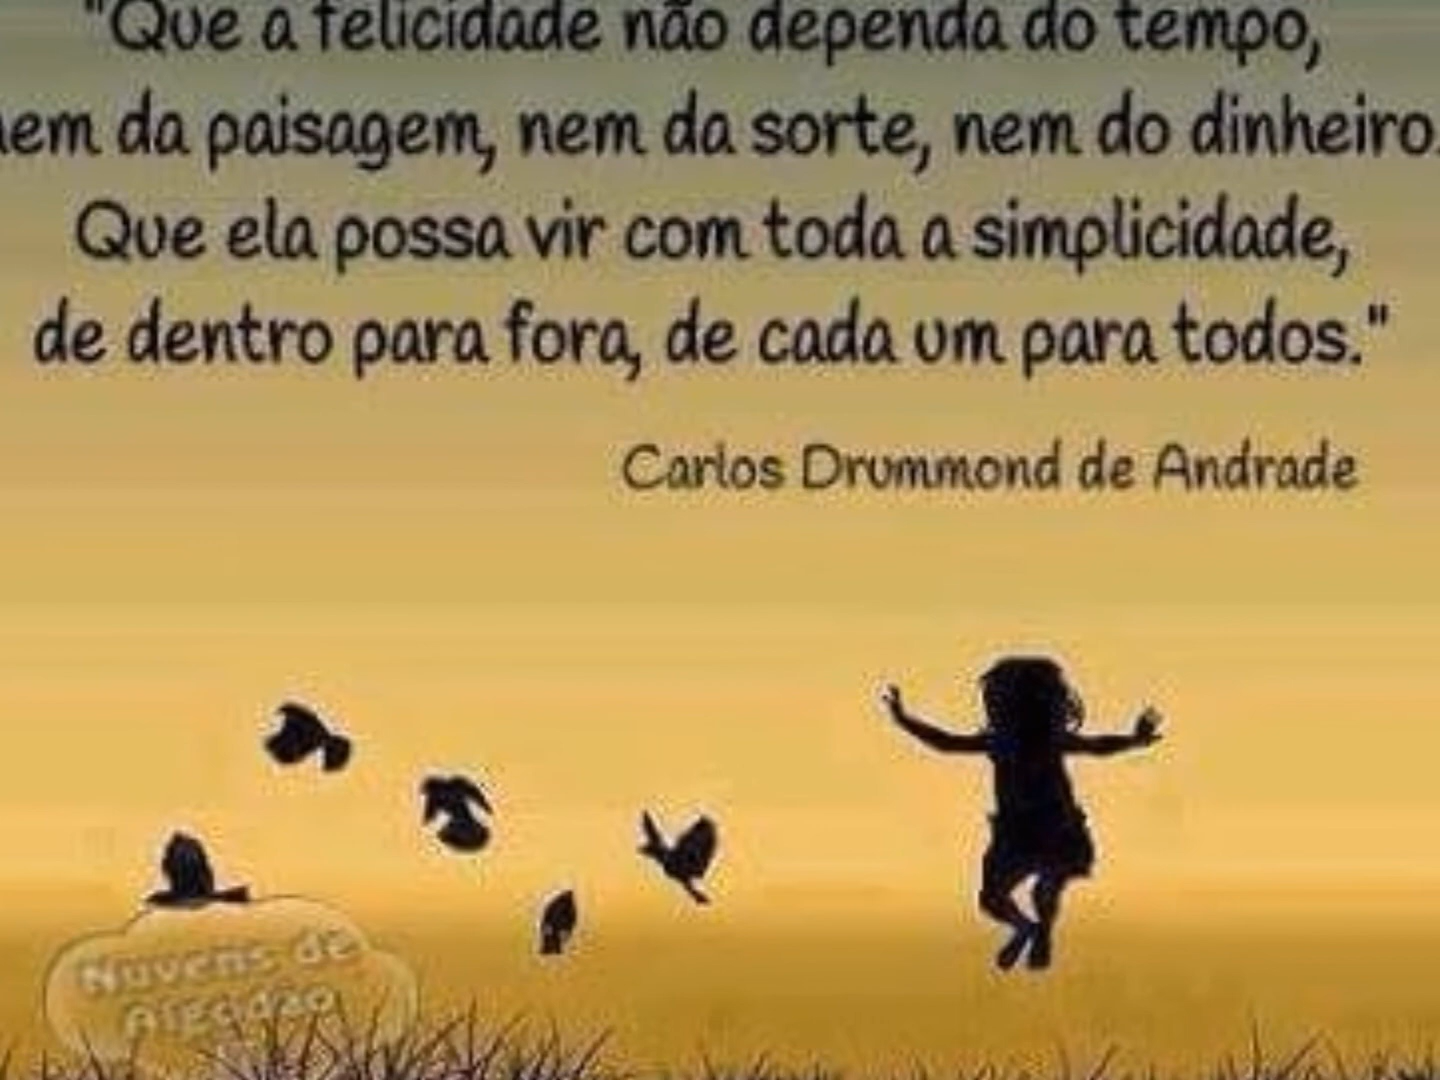 "Que a felicidade não dependa do tempo,
nem da paisagem, nem da sorte, nem do dinheiro.
Que ela possa vir com toda a simplicidade,
de dentro para fora, de cada um para todos."
Carlos Drummond de Andrade
Nuvens de
Algodão